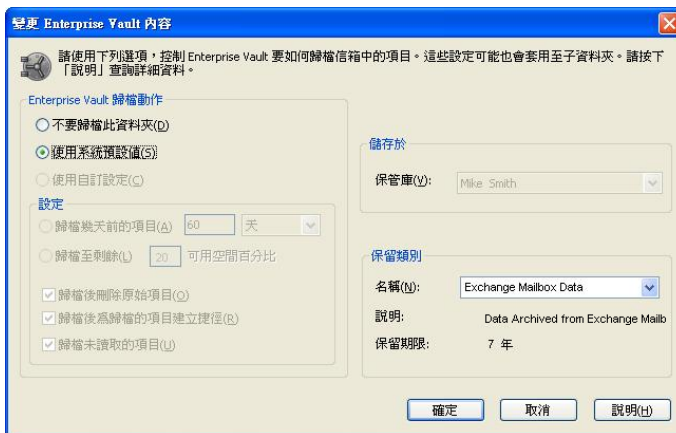 變更 Enterprise Vault 內容
請使用下列選項，控制 Enterprise Vault 要如何歸檔信箱中的項目。這些設定可能也會套用至子資料夾。請按下
「說明」查詢詳細資料。
Enterprise Vault 歸檔動作
不要歸檔此資料夾(D)
使用系統預設值(S)
使用自訂設定(C)
設定
歸檔幾天前的項目(A) 60 天
歸檔至剩餘(L) 20 可用空間百分比
歸檔後刪除原始項目(O)
歸檔後為歸檔的項目建立捷徑(R)
歸檔未讀取的項目(U)
儲存於
保管庫(V): Mike Smith
保留類別
名稱(N): Exchange Mailbox Data
說明: Data Archived from Exchange Mailb
保留期限: 7 年
確定 取消 說明(H)